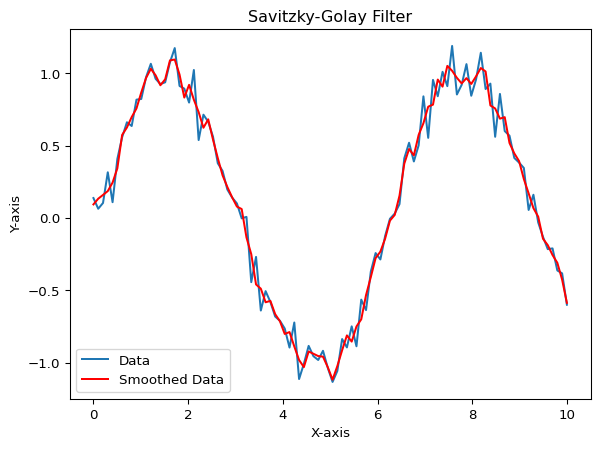 Savitzky-Golay Filter
1.0
0.5
0.0
−0.5
−1.0
Y-axis
Data
Smoothed Data
0 2 4 6 8 10
X-axis